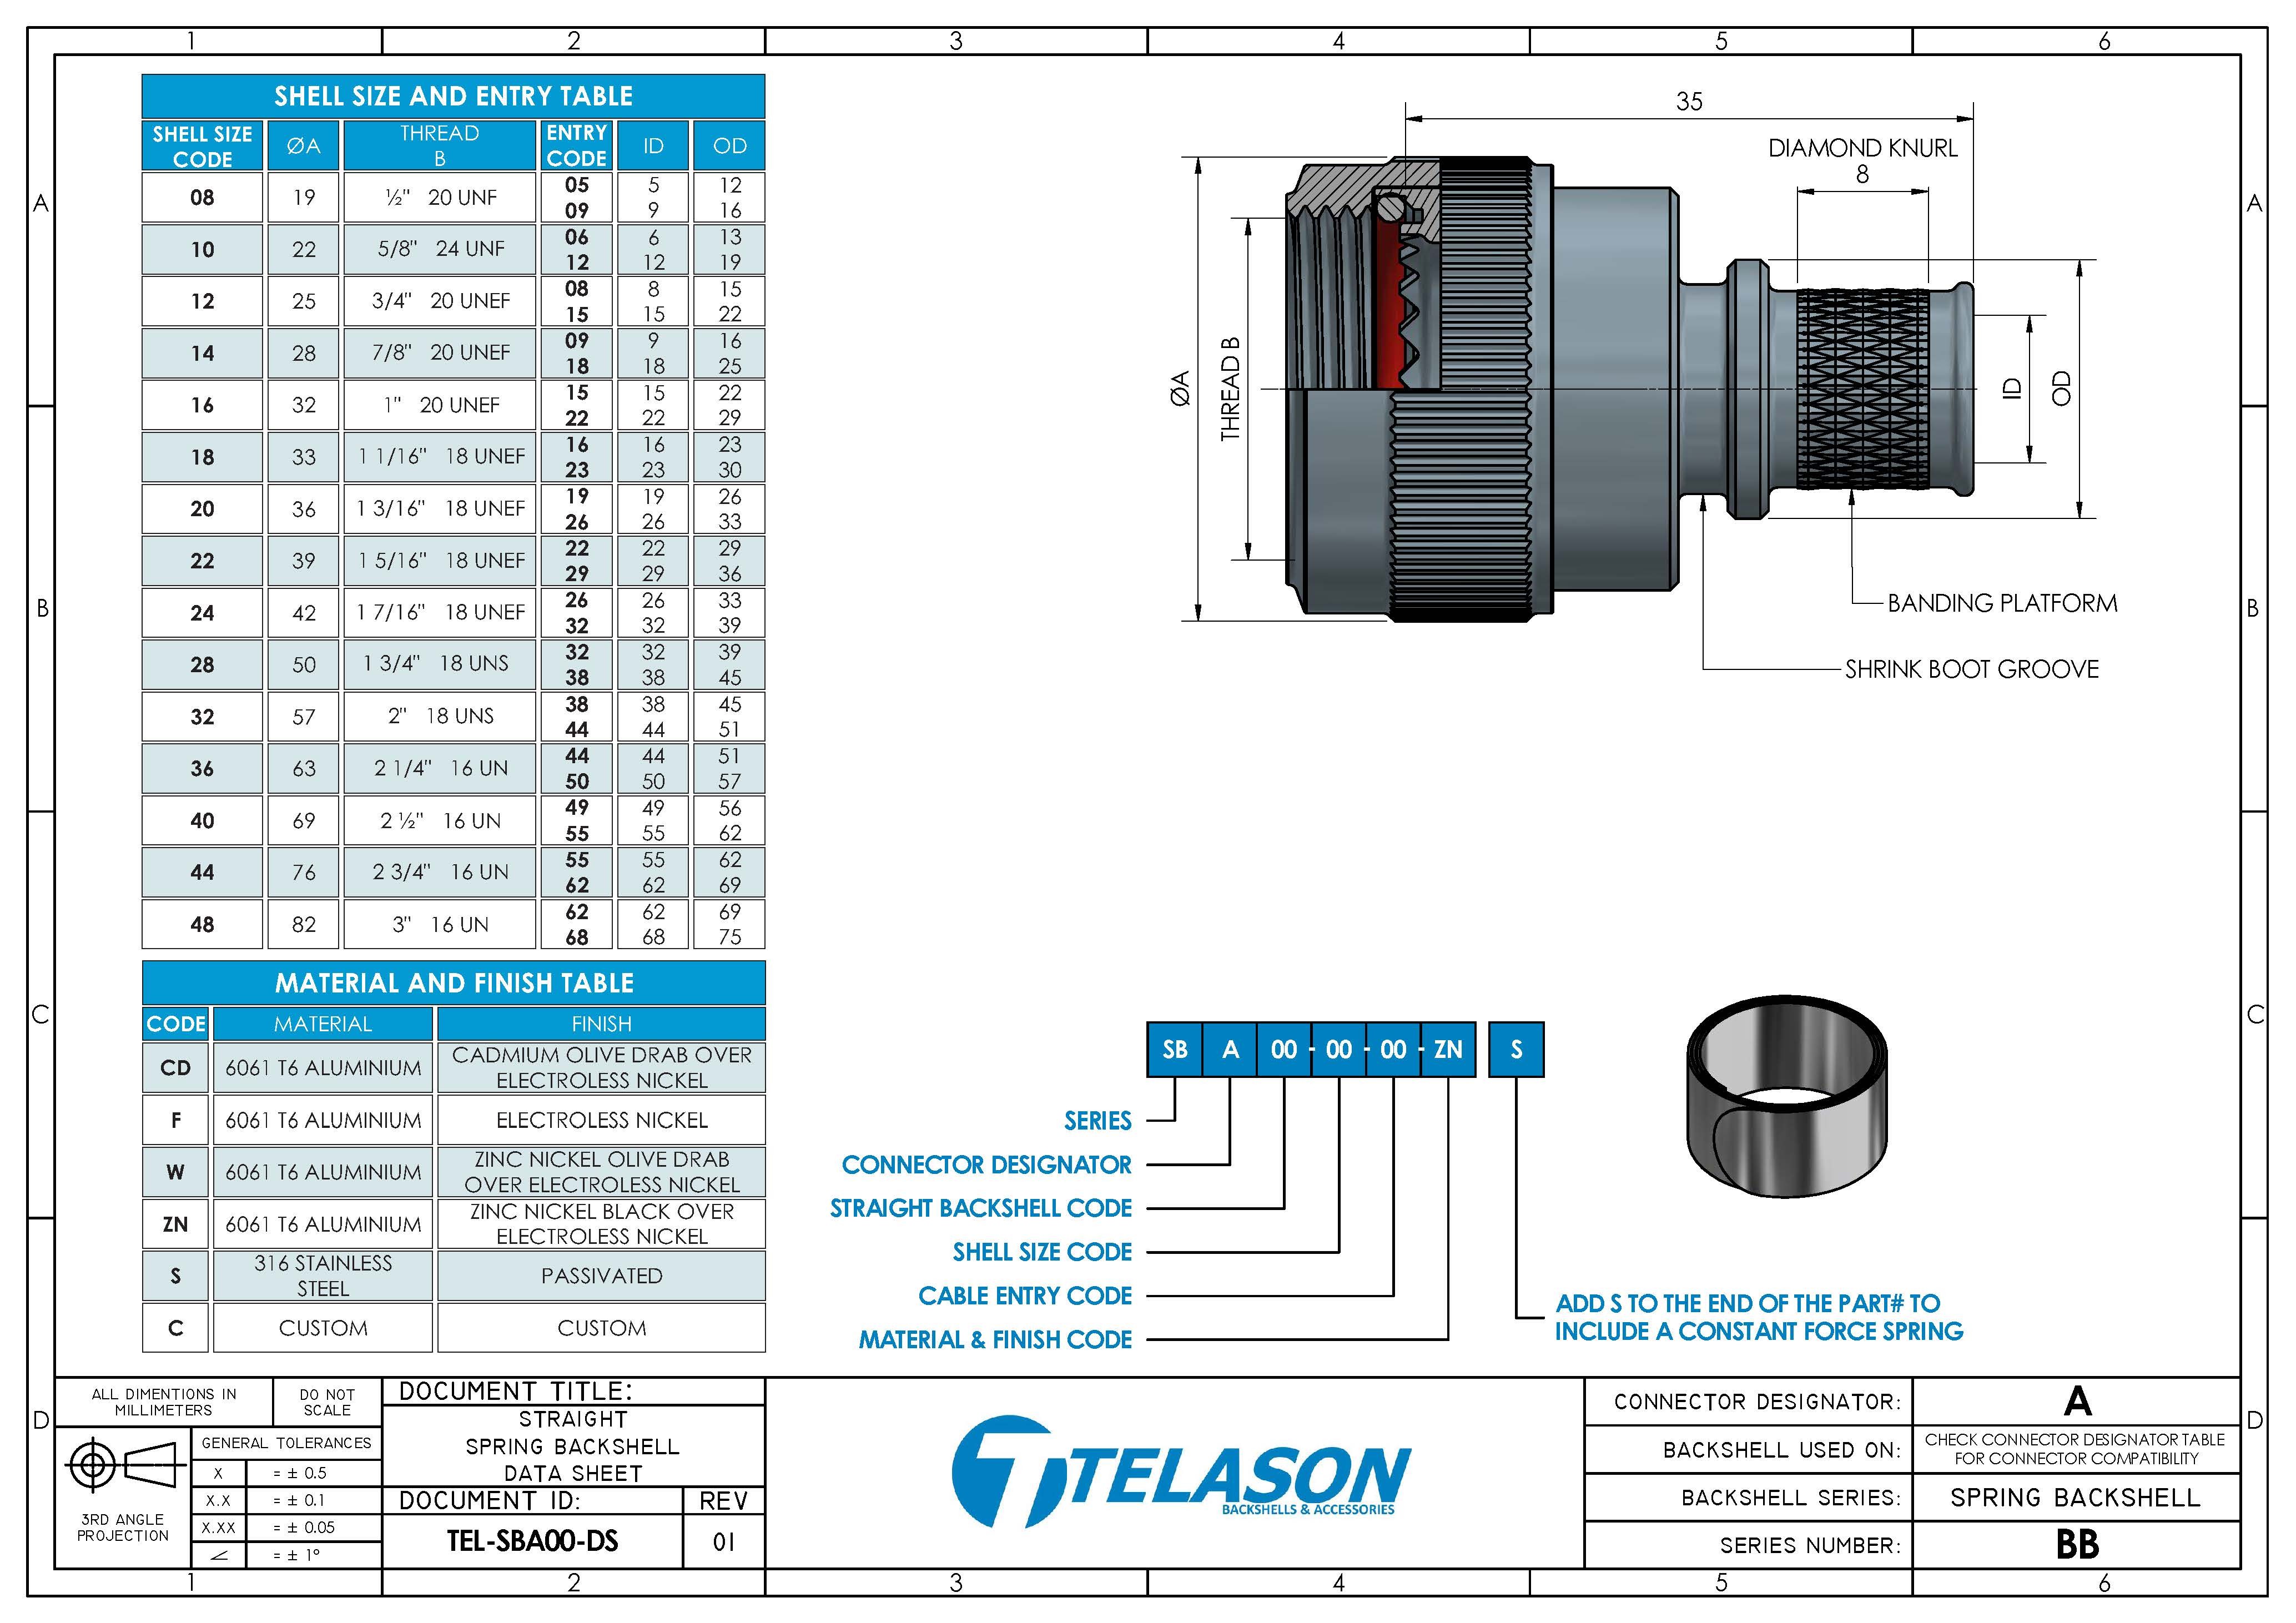 1 2 3 4 5 6
A
B
C
D
SHELL SIZE AND ENTRY TABLE
SHELL SIZE CODE ØA THREAD B ENTRY CODE ID OD
08 19 ½" 20 UNF 05 5 12
09 9 16
10 22 5/8" 24 UNF 06 6 13
12 12 19
12 25 3/4" 20 UNEF 08 8 15
15 15 22
14 28 7/8" 20 UNEF 09 9 16
18 18 25
16 32 1" 20 UNEF 15 15 22
22 22 29
18 33 1 1/16" 18 UNEF 16 16 23
23 23 30
20 36 1 3/16" 18 UNEF 19 19 26
26 26 33
22 39 1 5/16" 18 UNEF 22 22 29
29 29 36
24 42 1 7/16" 18 UNEF 26 26 33
32 32 39
28 50 1 3/4" 18 UNS 32 32 39
38 38 45
32 57 2" 18 UNS 38 38 45
44 44 51
36 63 2 1/4" 16 UN 44 44 51
50 50 57
40 69 2 ½" 16 UN 49 49 56
55 55 62
44 76 2 3/4" 16 UN 55 55 62
62 62 69
48 82 3" 16 UN 62 62 69
68 68 75
MATERIAL AND FINISH TABLE
CODE MATERIAL FINISH
CD 6061 T6 ALUMINIUM CADMIUM OLIVE DRAB OVER
ELECTROLESS NICKEL
F 6061 T6 ALUMINIUM ELECTROLESS NICKEL
W 6061 T6 ALUMINIUM ZINC NICKEL OLIVE DRAB
OVER ELECTROLESS NICKEL
ZN 6061 T6 ALUMINIUM ZINC NICKEL BLACK OVER
ELECTROLESS NICKEL
S 316 STAINLESS
STEEL PASSIVATED
C CUSTOM CUSTOM
35
DIAMOND KNURL
8
ØA
THREAD B
ID
OD
BANDING PLATFORM
SHRINK BOOT GROOVE
SB A 00 - 00 - 00 - ZN S
SERIES
CONNECTOR DESIGNATOR
STRAIGHT BACKSHELL CODE
SHELL SIZE CODE
CABLE ENTRY CODE
MATERIAL & FINISH CODE
ADD S TO THE END OF THE PART# TO
INCLUDE A CONSTANT FORCE SPRING
ALL DIMENTIONS IN
MILLIMETERS
DO NOT
SCALE
GENERAL TOLERANCES
X = ± 0.5
X.X = ± 0.1
X.XX = ± 0.05
∠ = ± 1°
3RD ANGLE
PROJECTION
DOCUMENT TITLE:
STRAIGHT
SPRING BACKSHELL
DATA SHEET
DOCUMENT ID: REV
TEL-SBA00-DS 01
TELASON
BACKSHELLS & ACCESSORIES
CONNECTOR DESIGNATOR: A
BACKSHELL USED ON: CHECK CONNECTOR DESIGNATOR TABLE
FOR CONNECTOR COMPATIBILITY
BACKSHELL SERIES: SPRING BACKSHELL
SERIES NUMBER: BB
A
B
C
D
1 2 3 4 5 6